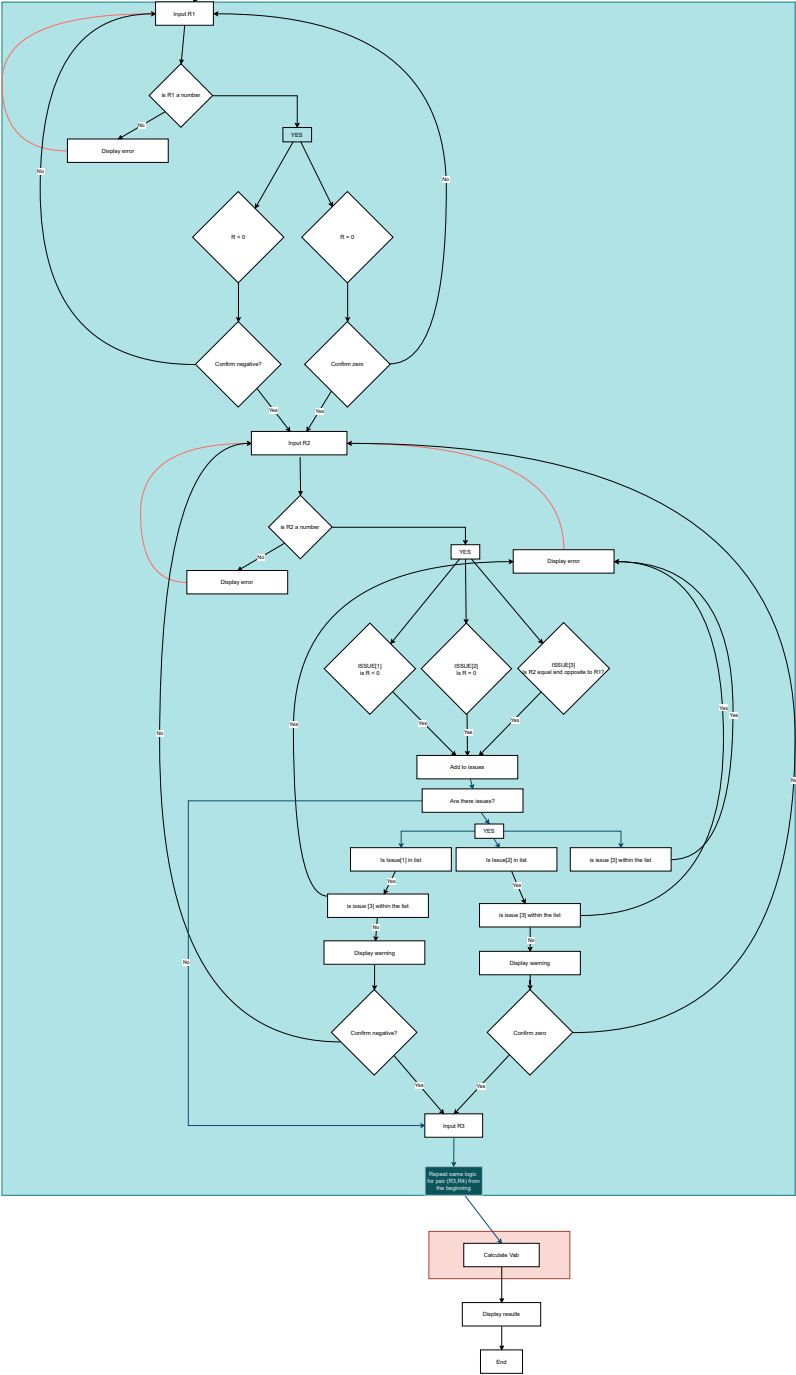 Input R1
is R1 a number
No
YES
Display error
No
No
R < 0
R = 0
Confirm negative?
Confirm zero
Yes
Yes
Input R2
is R2 a number
No
YES
Display error
Display error
ISSUE[1]
is R < 0
ISSUE[2]
Is R = 0
ISSUE[3]
is R2 equal and opposite to R1?
Yes
Yes
Yes
Yes
Yes
Yes
No
Add to issues
No
Are there issues?
YES
Is Issue[1] in list
Is Issue[2] in list
is issue [3] within the list
Yes
Yes
is issue [3] within the list
is issue [3] within the list
No
No
Display warning
Display warning
No
Confirm negative?
Confirm zero
Yes
Yes
Input R3
Repeat same logic
for pair (R3,R4) from
the beginning
Calculate Vab
Display results
End